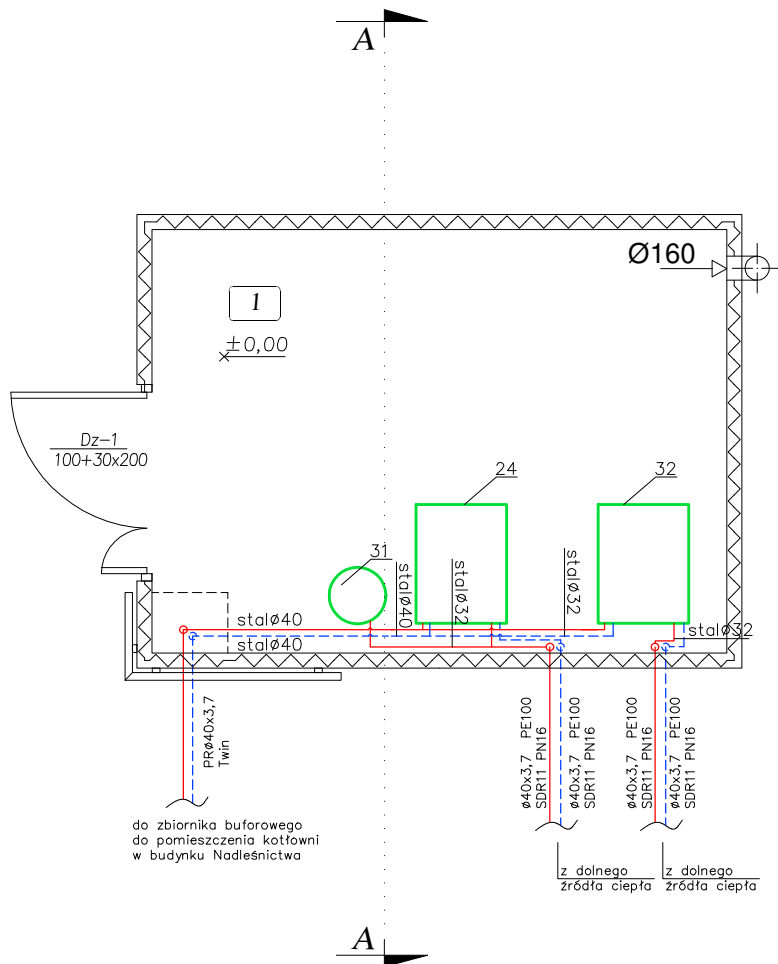 A
Ø160
1
±0,00
Dz-1
100+30x200
24
32
31
stalø40
stalø32
stalø32
stalø40
stalø40
stalø32
PRø40x3,7
Twin
ø40x3,7 PE100
SDR11 PN16
ø40x3,7 PE100
SDR11 PN16
ø40x3,7 PE100
SDR11 PN16
ø40x3,7 PE100
SDR11 PN16
do zbiornika buforowego
do pomieszczenia kotłowni
w budynku Nadleśnictwa
z dolnego
źródła ciepła
z dolnego
źródła ciepła
A